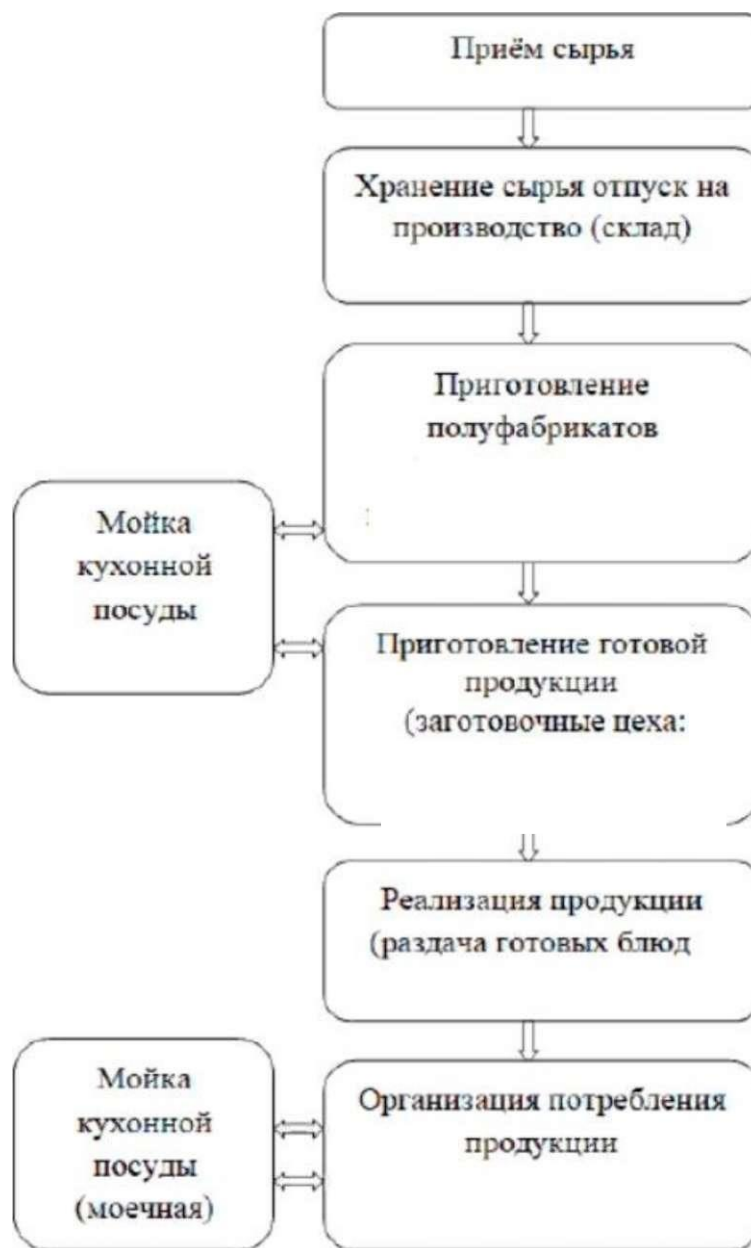 Приём сырья
Хранение сырья отпуск на
производство (склад)
Приготовление
полуфабрикатов
Мойка
кухонной
посуды
Приготовление готовой
продукции
(заготовочные цеха:
Реализация продукции
(раздача готовых блюд
Мойка
кухонной
посуды
(моечная)
Организация потребления
продукции